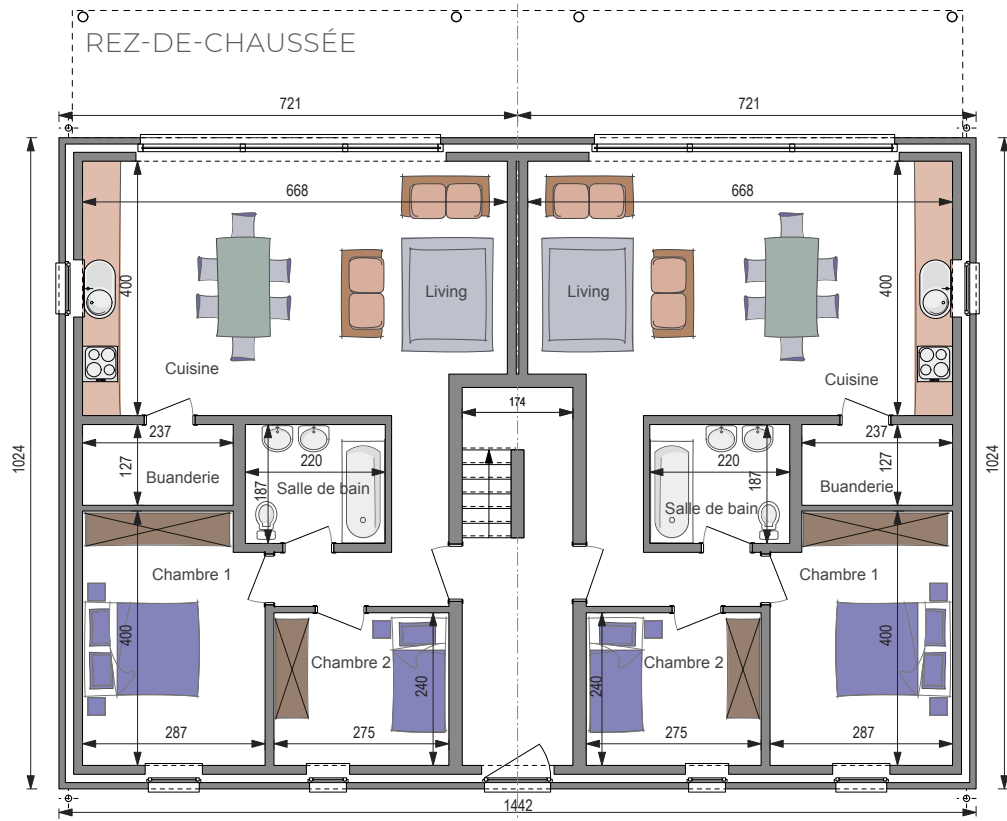 REZ-DE-CHAUSSÉE
721 721
668 668
400 Living Living 400
Cuisine Cuisine
174
1024 1024
237 237
127 220 220 127
Buanderie Salle de bain 187 187 Salle de bain Buanderie
Chambre 1 Chambre 1
400 Chambre 2 Chambre 2 400
240 240
287 275 275 287
1442